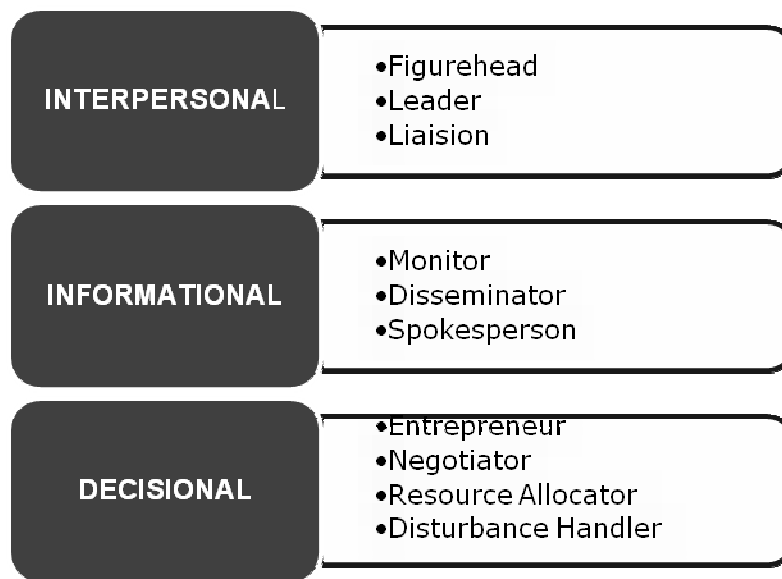 INTERPERSONAL
•Figurehead
•Leader
•Liaision
INFORMATIONAL
•Monitor
•Disseminator
•Spokesperson
DECISIONAL
•Entrepreneur
•Negotiator
•Resource Allocator
•Disturbance Handler